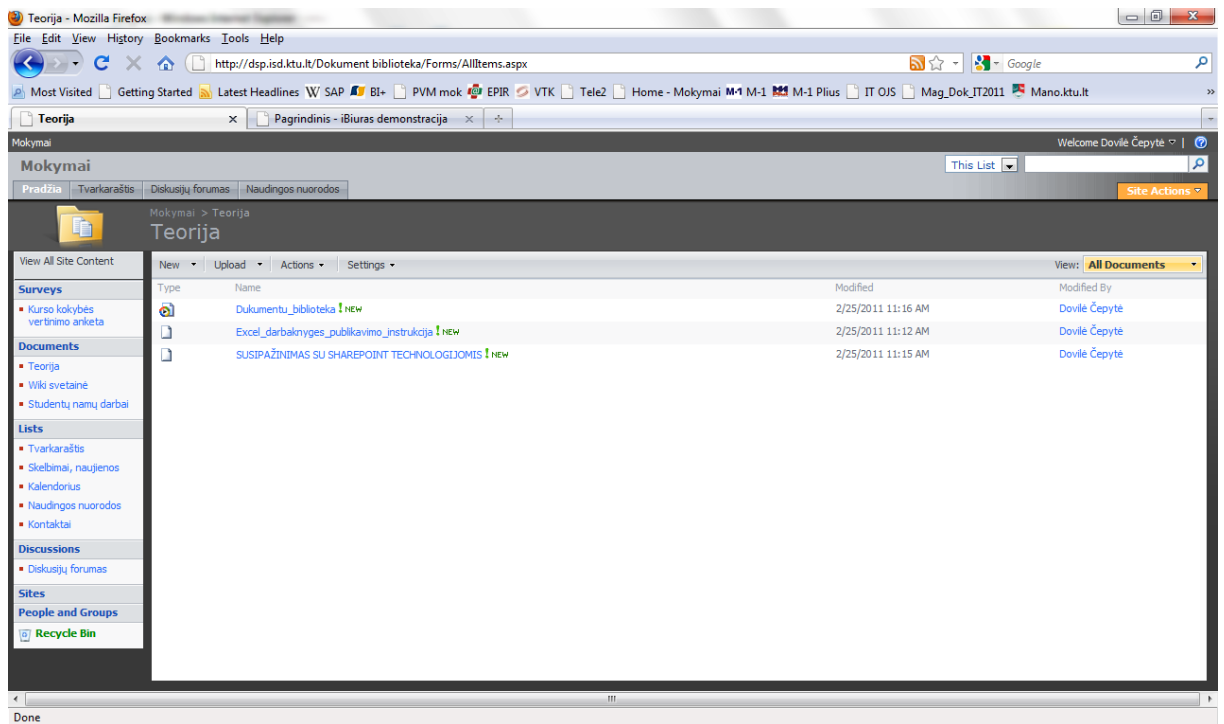 Teorija - Mozilla Firefox
File Edit View History Bookmarks Tools Help
http://dsp.isd.ktu.lt/Dokument biblioteka/Forms/AllItems.aspx Google
Most Visited Getting Started Latest Headlines W SAP BI+ PVM mok EPIR VTK Tele2 Home - Mokymai M-1 M-1 M-1 Plius IT OJS Mag_Dok_IT2011 Mano.ktu.lt »
Teorija Pagrindinis - iBiuras demonstracija
Mokymai Welcome Dovilė Čepytė
Mokymai This List
Pradžia Tvarkaraštis Diskusijų forumas Naudingos nuorodos Site Actions
Mokymai > Teorija
Teorija
View All Site Content
New Upload Actions Settings View: All Documents
Surveys
Type Name Modified Modified By
Kurso kokybės
vertinimo anketa
Dukumentu_biblioteka ! NEW 2/25/2011 11:16 AM Dovilė Čepytė
Excel_darbaknyges_publikavimo_instrukcija ! NEW 2/25/2011 11:12 AM Dovilė Čepytė
SUSIPAŽINIMAS SU SHAREPOINT TECHNOLOGIJOMIS ! NEW 2/25/2011 11:15 AM Dovilė Čepytė
Documents
Teorija
Wiki svetainė
Studentų namų darbai
Lists
Tvarkaraštis
Skelbimai, naujienos
Kalendorius
Naudingos nuorodos
Kontaktai
Discussions
Diskusijų forumas
Sites
People and Groups
Recycle Bin
Done